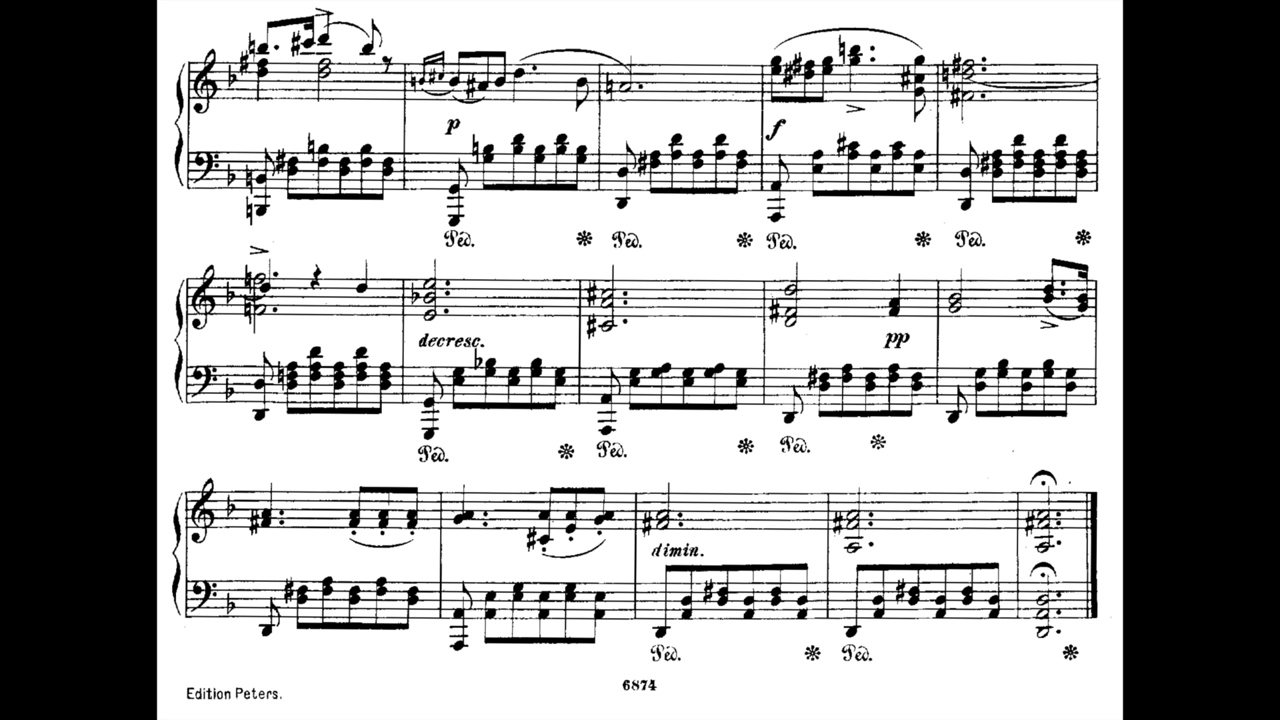 p f
Ped. Ped. Ped. Ped.
decresc. pp
Ped. Ped. Ped.
dimin.
Ped. Ped.
6874
Edition Peters.